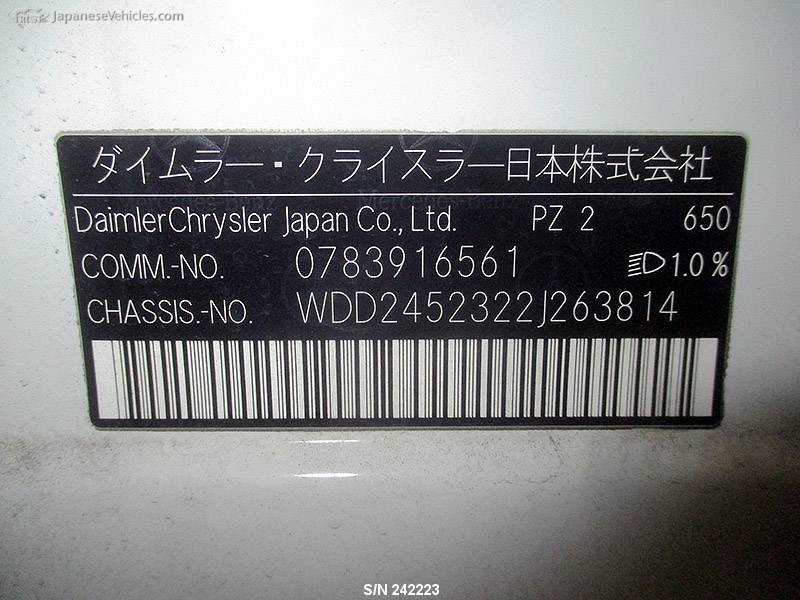 JapaneseVehicles.com
ダイムラー・クライスラー日本株式会社
DaimlerChrysler Japan Co., Ltd. PZ 2 650
COMM.-NO. 0783916561 1.0 %
CHASSIS.-NO. WDD2452322J263814
S/N 242223